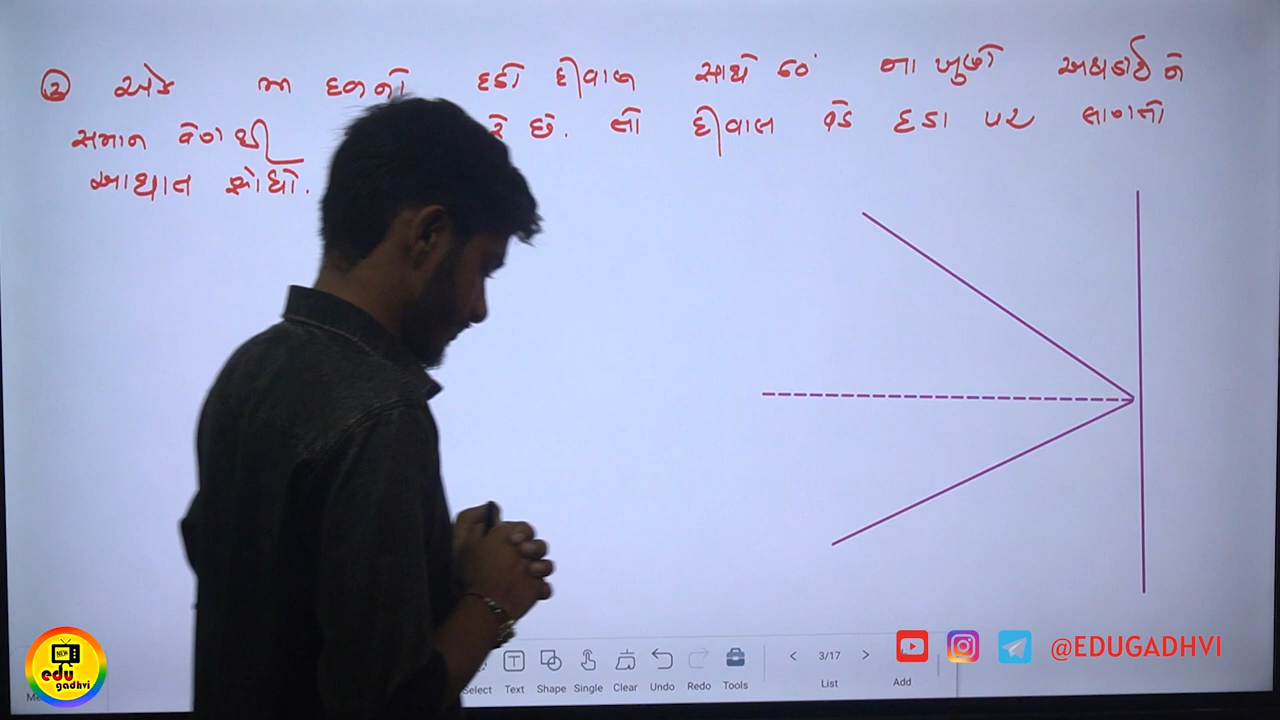 ② એક m દળનો દડો દીવાલ સાથે 60° ના ખુણે અથડાઈને
સમાન વેગથી છે. તો દીવાલ વડે દડા પર લાગતો
આઘાત શોધો.
Select Text Shape Single Clear Undo Redo Tools < 3/17 > List Add
@EDUGADHVI
NEW
edu
gadhvi